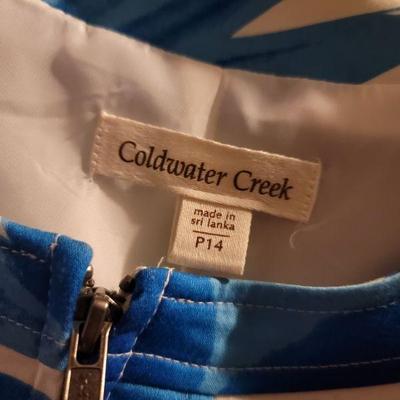 Coldwater Creek
made in
sri lanka
P14